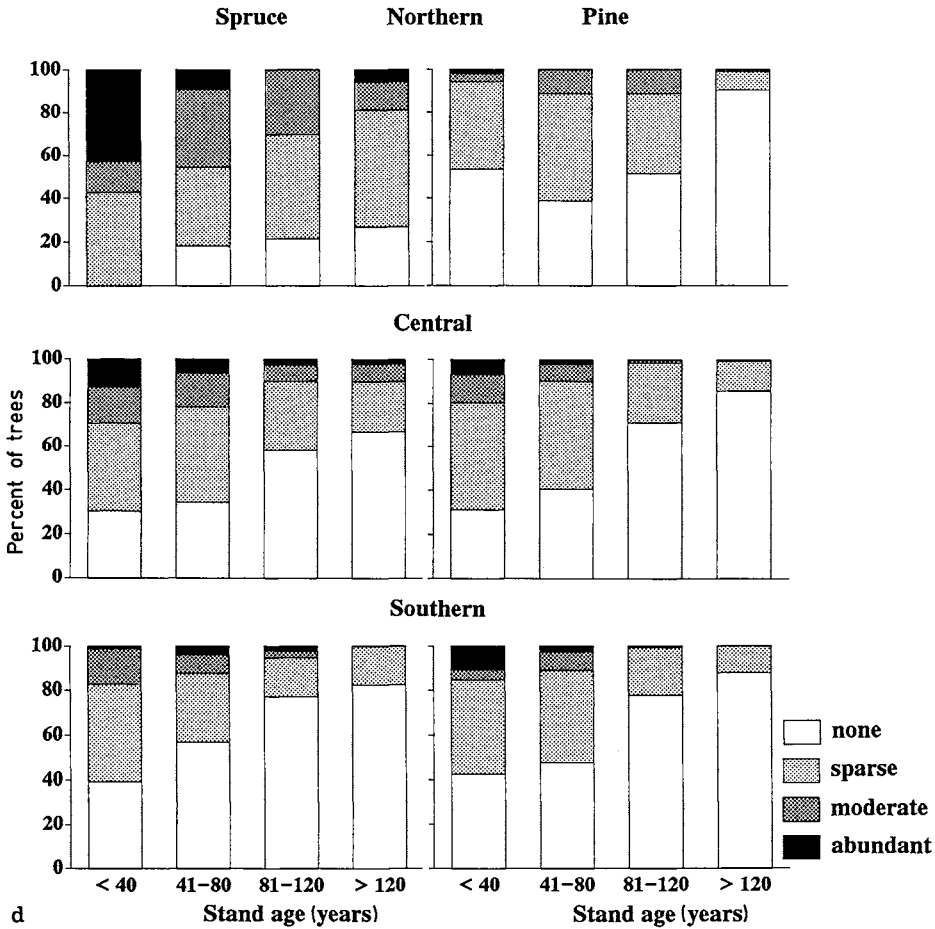 Spruce Northern Pine
100
80
60
40
20
0
Central
100
80
60
40
20
0
Percent of trees
Southern
100
80
60
40
20
0
none
sparse
moderate
abundant
< 40 41–80 81–120 > 120 < 40 41–80 81–120 > 120
d Stand age (years) Stand age (years)